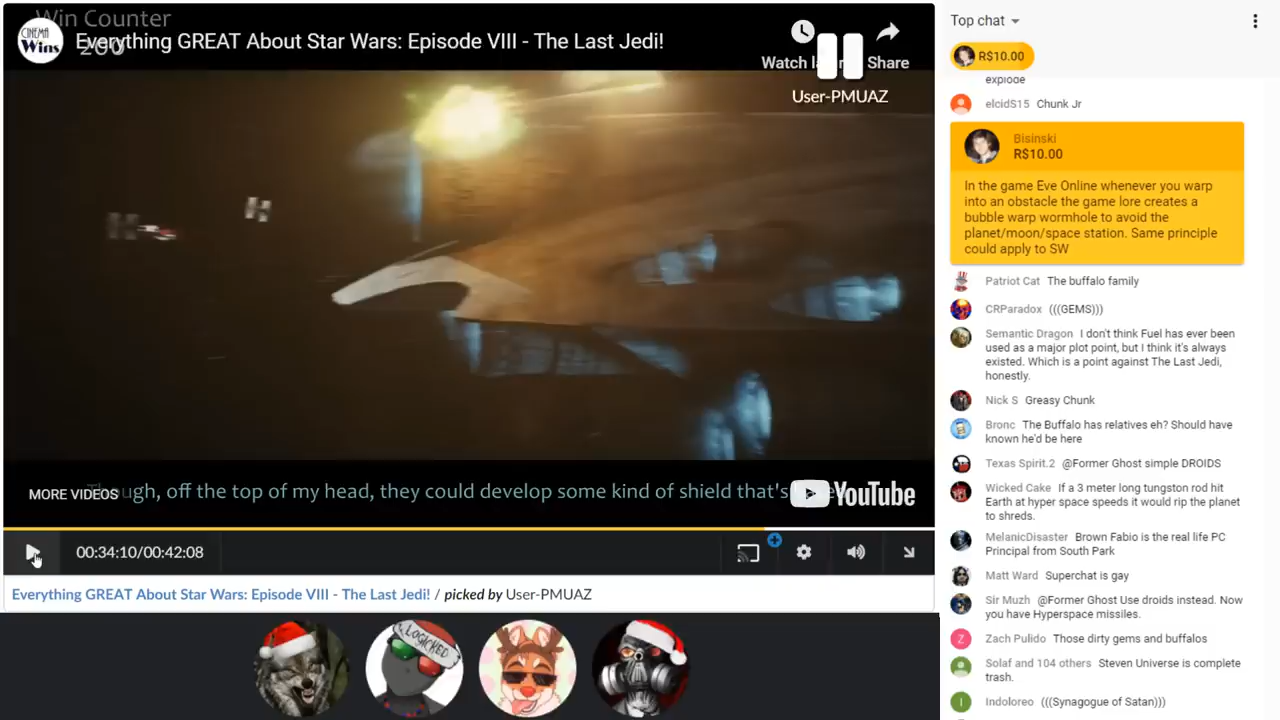 Win Counter
200
CINEMA
Wins
Everything GREAT About Star Wars: Episode VIII - The Last Jedi!
Watch later
Share
User-PMUAZ
H
H
MORE VIDEOS
Though, off the top of my head, they could develop some kind of shield that's
YouTube
00:34:10/00:42:08
Everything GREAT About Star Wars: Episode VIII - The Last Jedi! / picked by User-PMUAZ
LOGICKED
Top chat
R$10.00
explode
elcidS15 Chunk Jr
Bisinski
R$10.00
In the game Eve Online whenever you warp
into an obstacle the game lore creates a
bubble warp wormhole to avoid the
planet/moon/space station. Same principle
could apply to SW
Patriot Cat The buffalo family
CRParadox (((GEMS)))
Semantic Dragon I don't think Fuel has ever been
used as a major plot point, but I think it's always
existed. Which is a point against The Last Jedi,
honestly.
Nick S Greasy Chunk
Bronc The Buffalo has relatives eh? Should have
known he'd be here
Texas Spirit.2 @Former Ghost simple DROIDS
Wicked Cake If a 3 meter long tungston rod hit
Earth at hyper space speeds it would rip the planet
to shreds.
MelanicDisaster Brown Fabio is the real life PC
Principal from South Park
Matt Ward Superchat is gay
Sir Muzh @Former Ghost Use droids instead. Now
you have Hyperspace missiles.
Z
Zach Pulido Those dirty gems and buffalos
Solaf and 104 others Steven Universe is complete
trash.
I
Indoloreo (((Synagogue of Satan)))